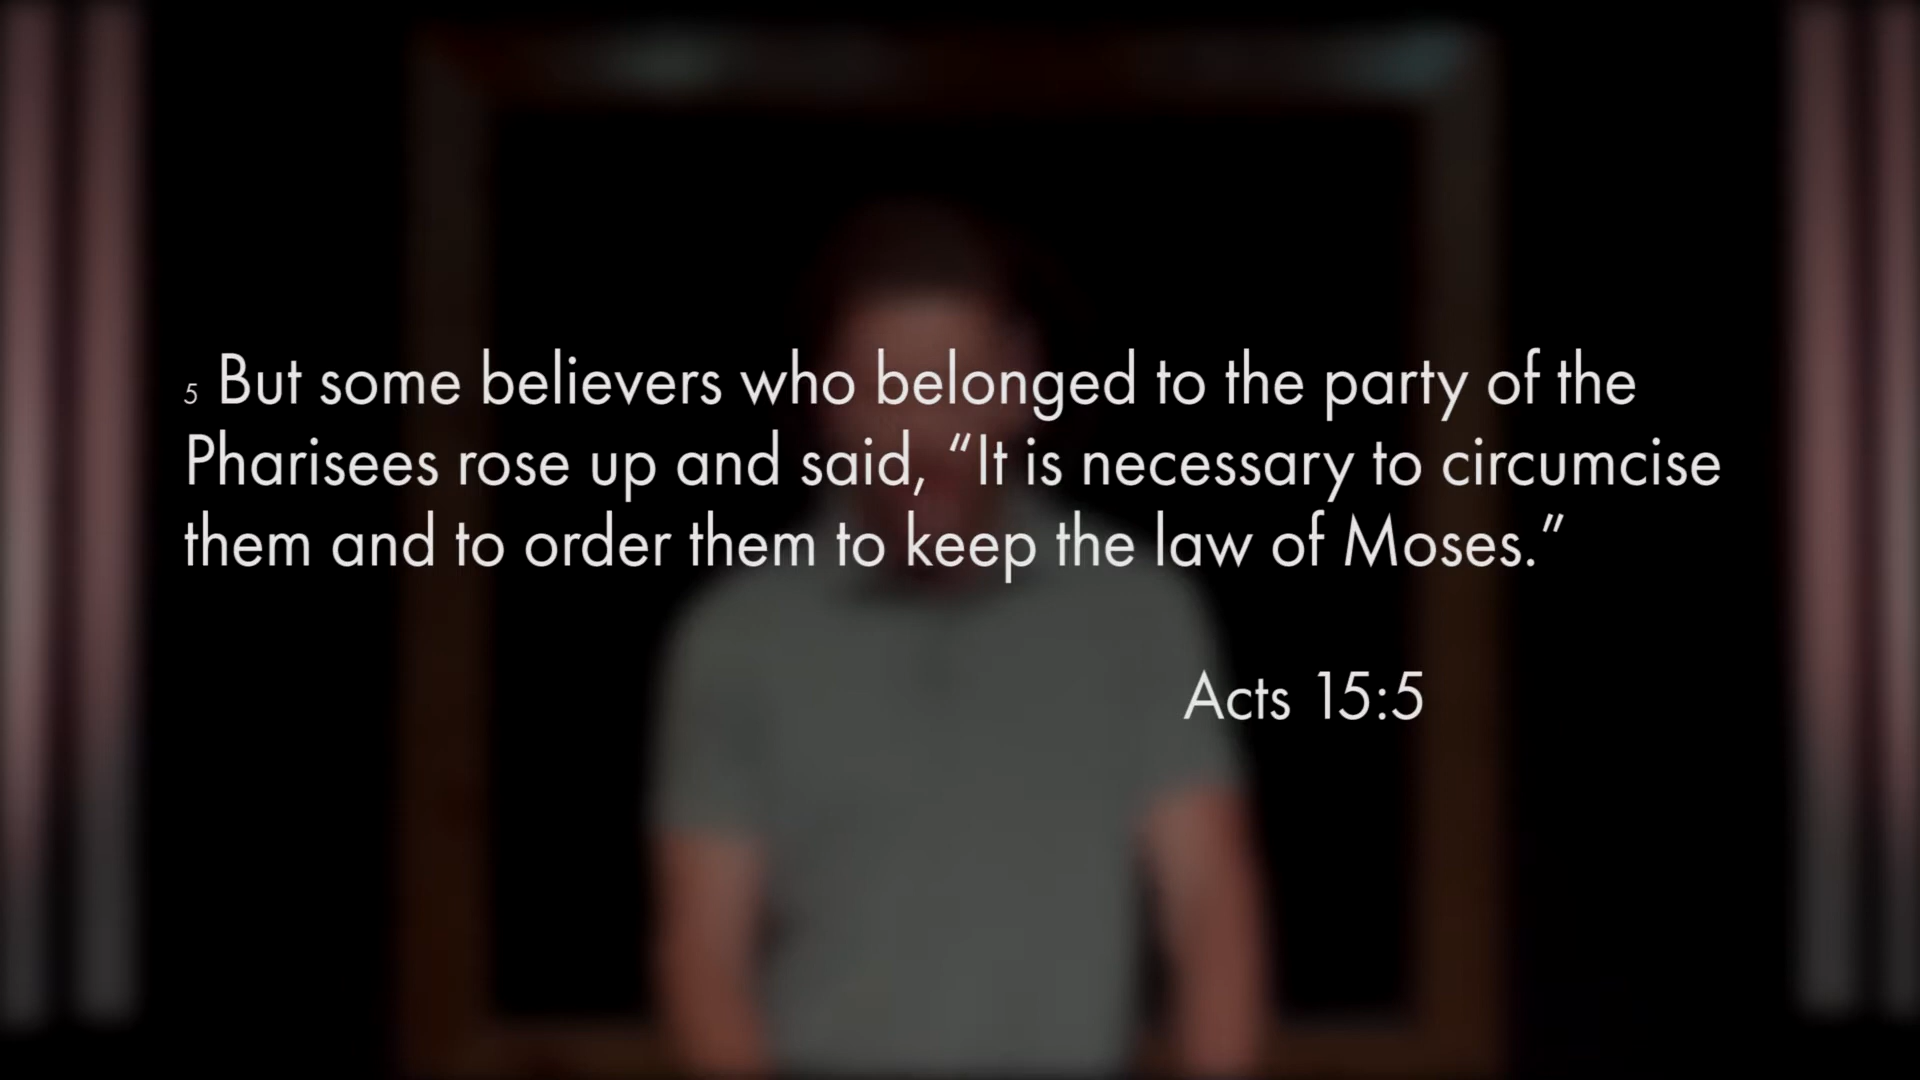 5 But some believers who belonged to the party of the
Pharisees rose up and said, “It is necessary to circumcise
them and to order them to keep the law of Moses.”
Acts 15:5